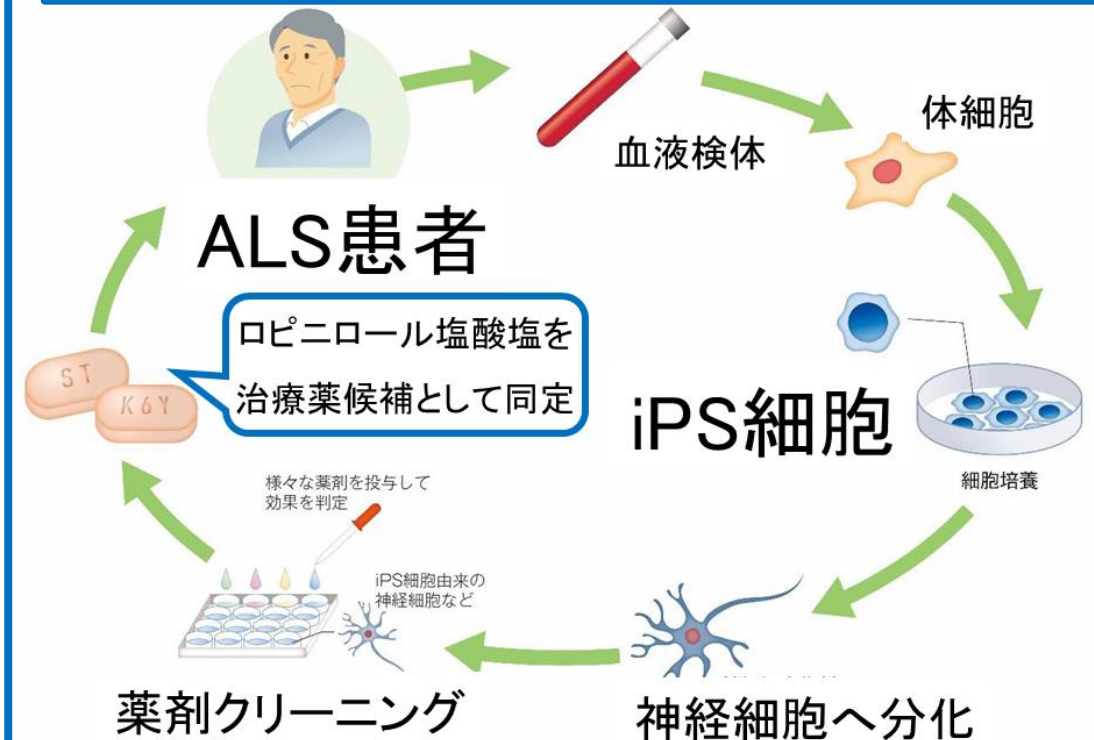 血液検体
体細胞
ALS患者
ロピニロール塩酸塩を
治療薬候補として同定
ST
K6Y
iPS細胞
細胞培養
様々な薬剤を投与して
効果を判定
iPS細胞由来の
神経細胞など
薬剤クリーニング
神経細胞へ分化